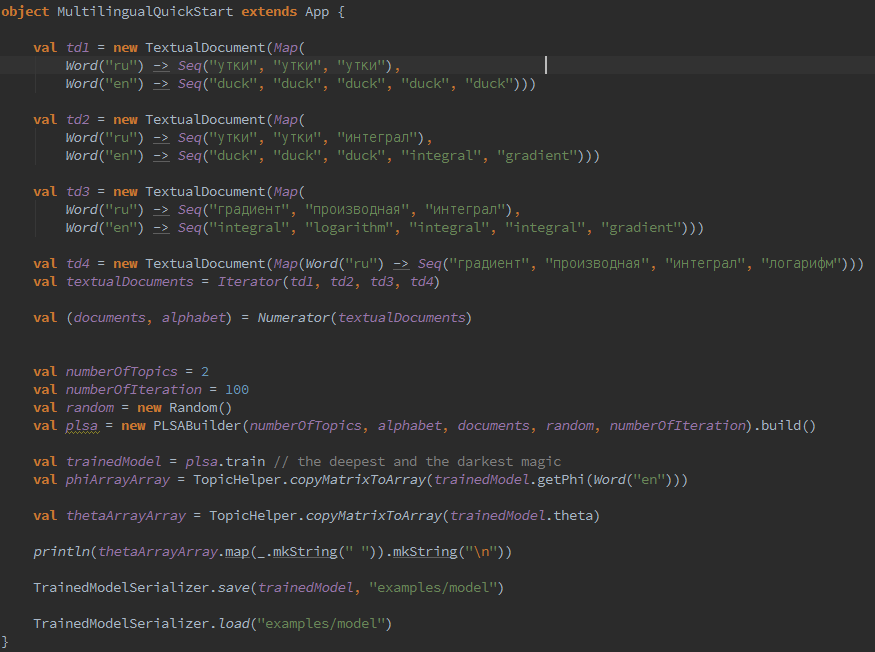 object MultilingualQuickStart extends App {
val td1 = new TextualDocument(Map(
Word("ru") -> Seq("утки", "утки", "утки"),
Word("en") -> Seq("duck", "duck", "duck", "duck", "duck")))
val td2 = new TextualDocument(Map(
Word("ru") -> Seq("утки", "утки", "интеграл"),
Word("en") -> Seq("duck", "duck", "duck", "integral", "gradient")))
val td3 = new TextualDocument(Map(
Word("ru") -> Seq("градиент", "производная", "интеграл"),
Word("en") -> Seq("integral", "logarithm", "integral", "integral", "gradient")))
val td4 = new TextualDocument(Map(Word("ru") -> Seq("градиент", "производная", "интеграл", "логарифм")))
val textualDocuments = Iterator(td1, td2, td3, td4)
val (documents, alphabet) = Numerator(textualDocuments)
val numberOfTopics = 2
val numberOfIteration = 100
val random = new Random()
val plsa = new PLSABuilder(numberOfTopics, alphabet, documents, random, numberOfIteration).build()
val trainedModel = plsa.train // the deepest and the darkest magic
val phiArrayArray = TopicHelper.copyMatrixToArray(trainedModel.getPhi(Word("en")))
val thetaArrayArray = TopicHelper.copyMatrixToArray(trainedModel.theta)
println(thetaArrayArray.map(_.mkString(" ")).mkString("\n"))
TrainedModelSerializer.save(trainedModel, "examples/model")
TrainedModelSerializer.load("examples/model")
}